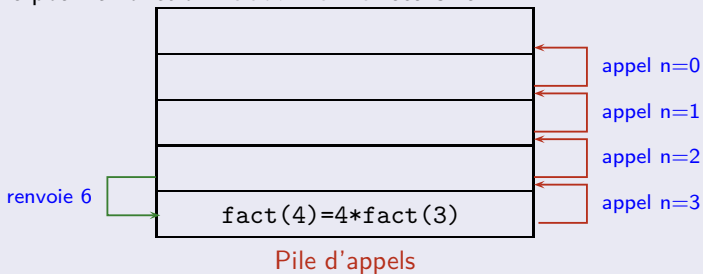 appel n=0
appel n=1
appel n=2
renvoie 6
appel n=3
fact(4)=4*fact(3)
Pile d'appels